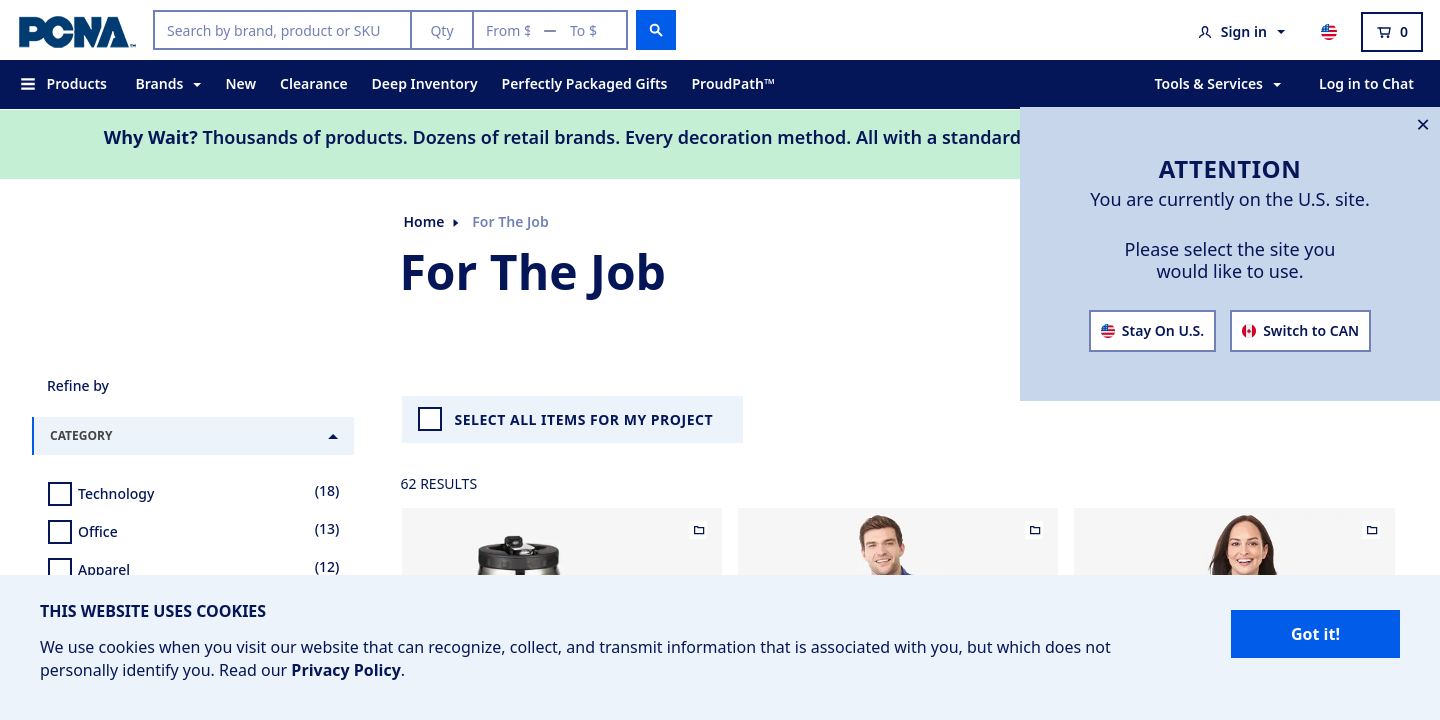 PCNA™
Search by brand, product or SKU
Qty
From $ — To $
Sign in
0
Products
Brands
New
Clearance
Deep Inventory
Perfectly Packaged Gifts
ProudPath™
Tools & Services
Log in to Chat
Why Wait? Thousands of products. Dozens of retail brands. Every decoration method. All with a standard
ATTENTION
You are currently on the U.S. site.
Please select the site you
would like to use.
Stay On U.S.
Switch to CAN
Home
For The Job
For The Job
Refine by
CATEGORY
SELECT ALL ITEMS FOR MY PROJECT
62 RESULTS
Technology (18)
Office (13)
Apparel (12)
THIS WEBSITE USES COOKIES
We use cookies when you visit our website that can recognize, collect, and transmit information that is associated with you, but which does not
personally identify you. Read our Privacy Policy.
Got it!